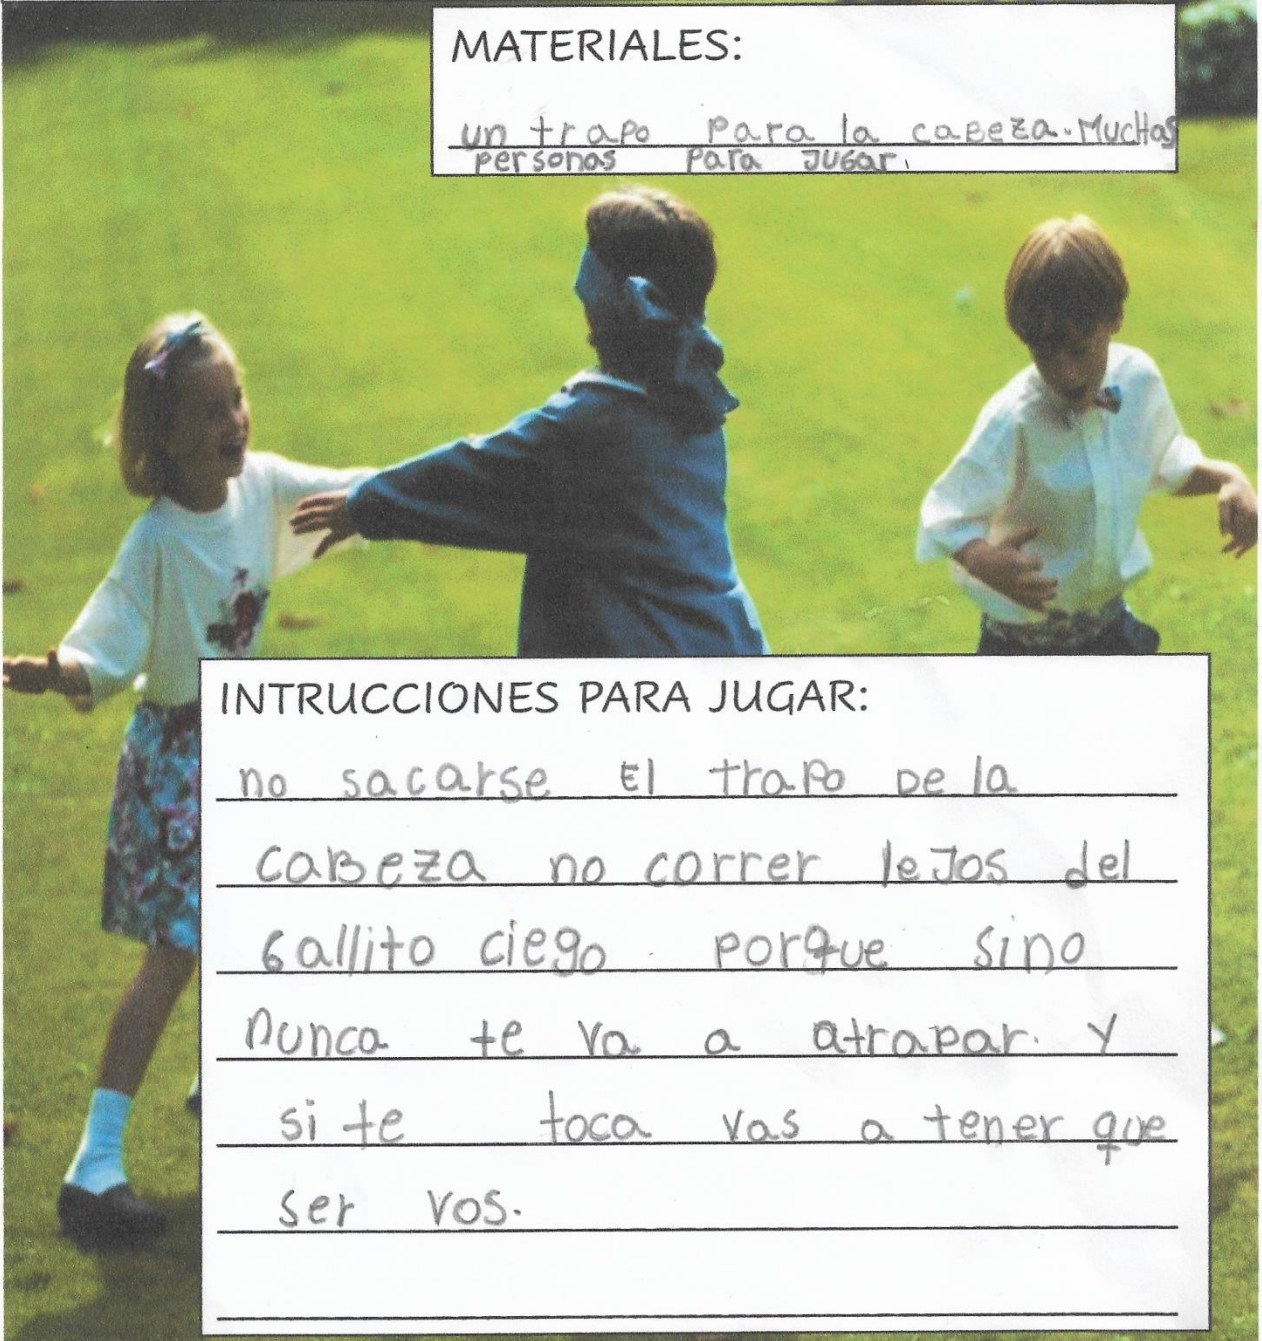 MATERIALES:
un trapo para la caBeza. MucHas
personas para JUGar.
INTRUCCIONES PARA JUGAR:
no sacarse El trapo De la
caBeza no correr leJos del
Gallito ciego porque sino
nunca te va a atrapar. Y
si te toca vas a tener que
ser vos.